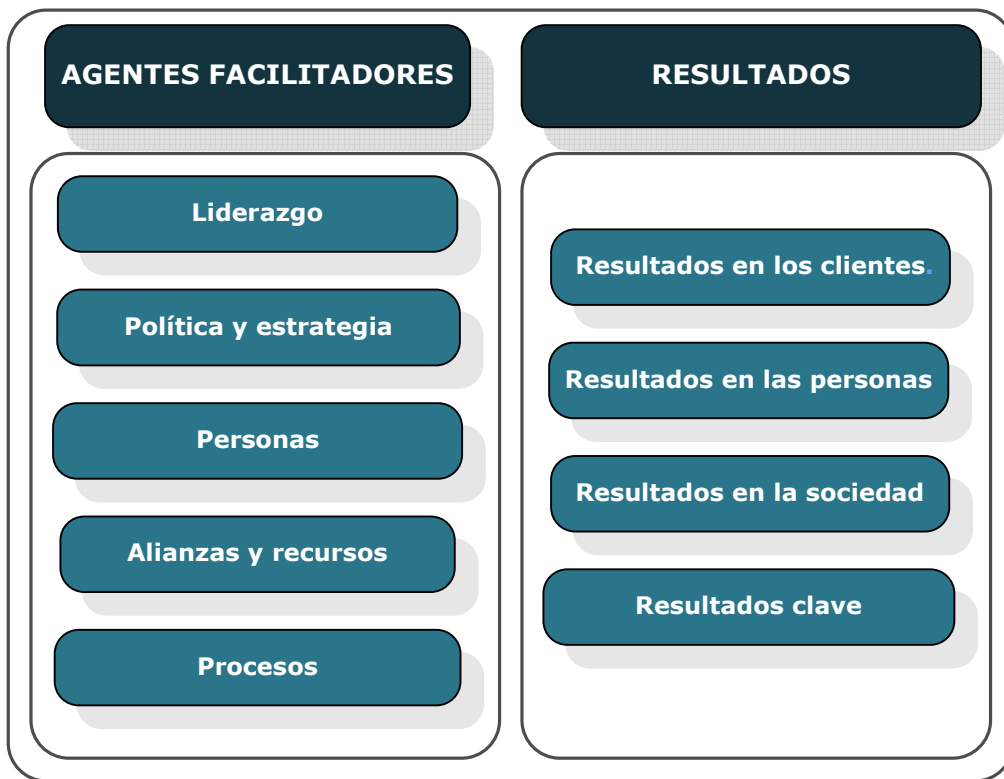 AGENTES FACILITADORES
Liderazgo
Política y estrategia
Personas
Alianzas y recursos
Procesos
RESULTADOS
Resultados en los clientes.
Resultados en las personas
Resultados en la sociedad
Resultados clave